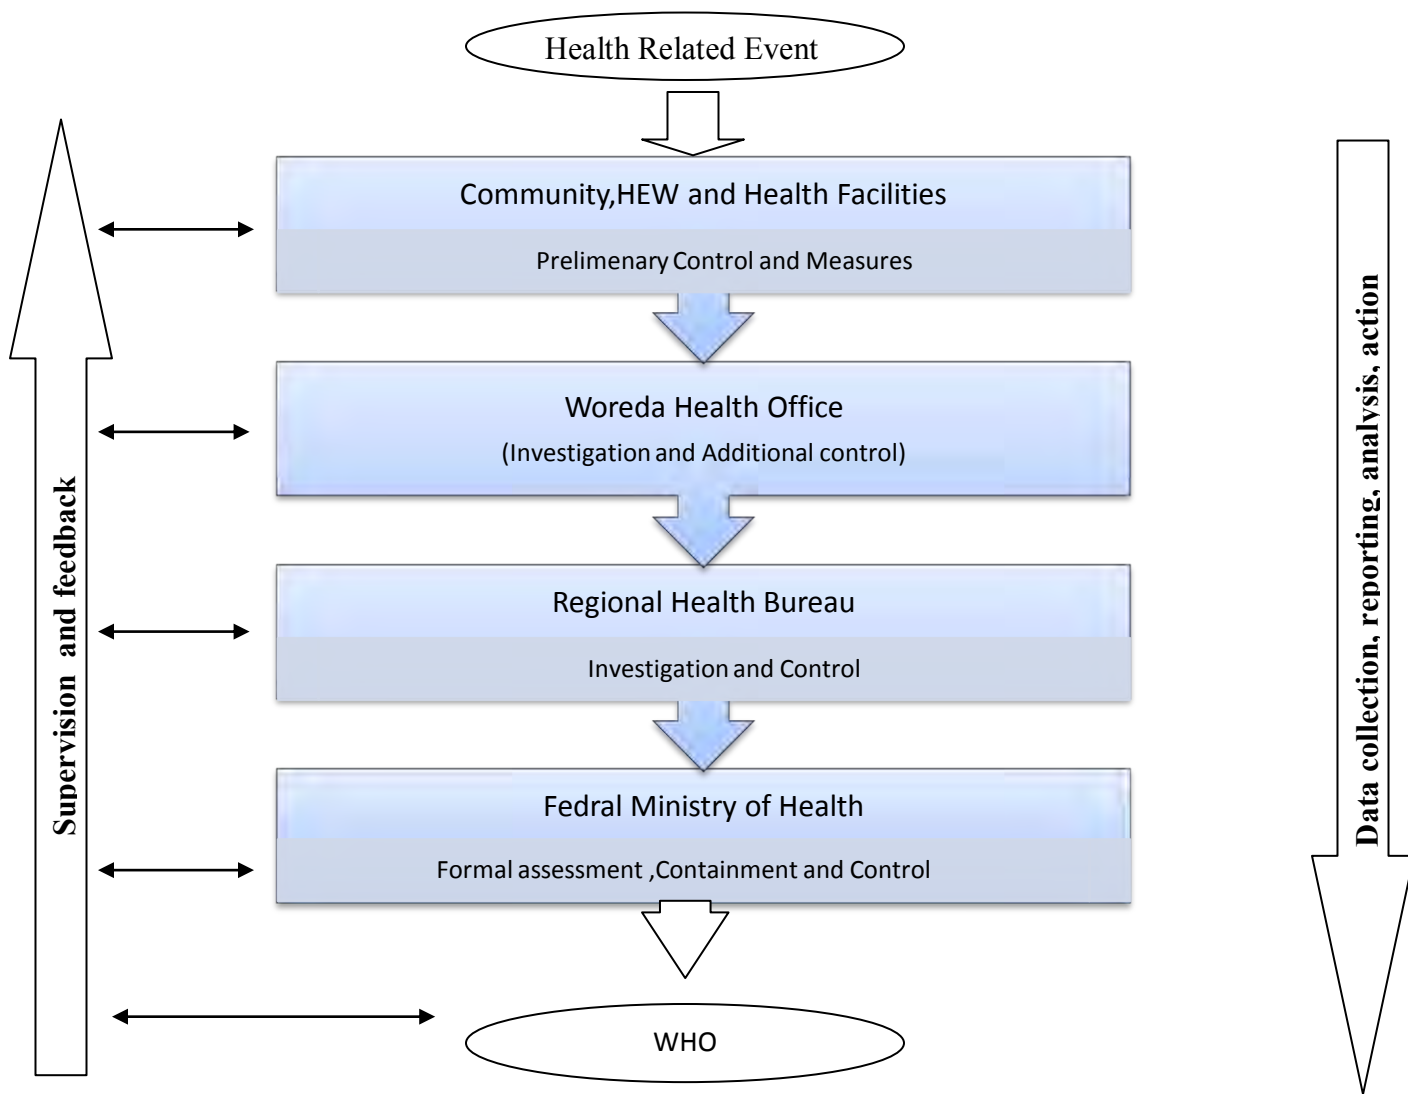 Health Related Event
Community,HEW and Health Facilities
Prelimenary Control and Measures
Woreda Health Office
(Investigation and Additional control)
Regional Health Bureau
Investigation and Control
Fedral Ministry of Health
Formal assessment ,Containment and Control
WHO
Supervision and feedback
Data collection, reporting, analysis, action